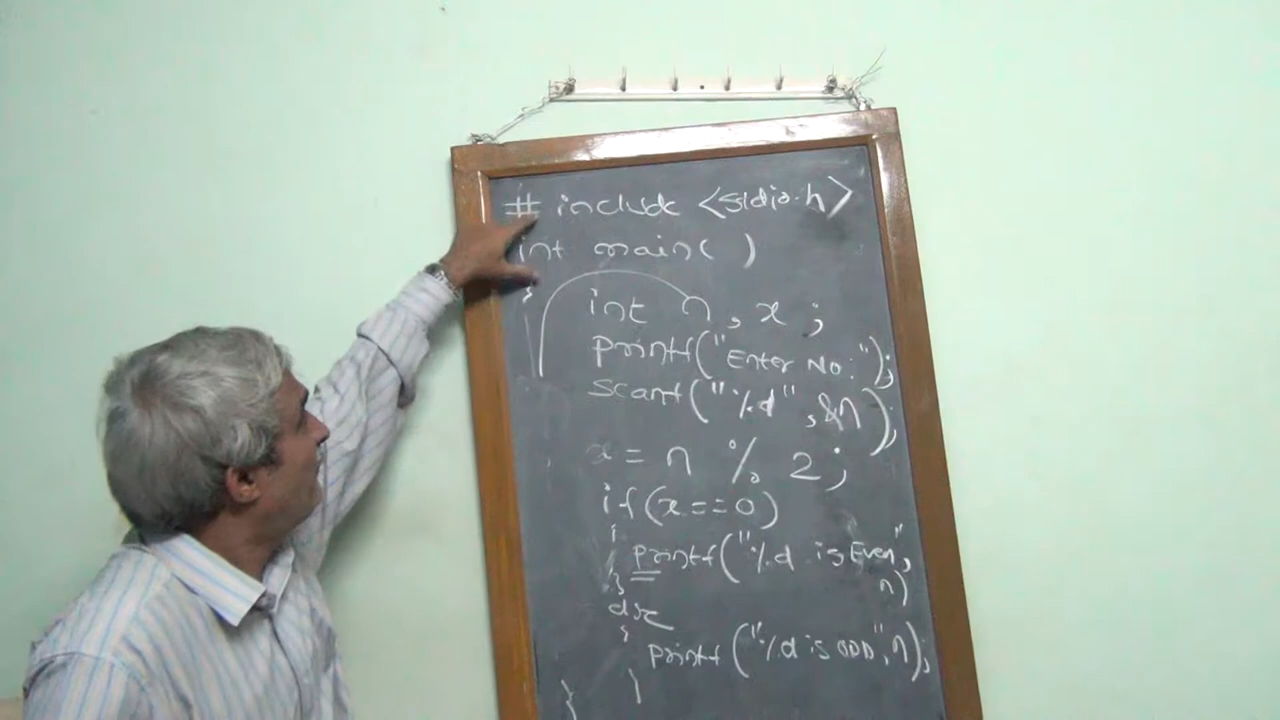 # include <stdio.h>
int main( )
{
int n, x ;
printf("Enter No:");
scanf("%d",&n);
x = n % 2;
if(x==0)
{
printf("%d is Even",
n)
}
else
{
printf("%d is ODD",n);
}
}